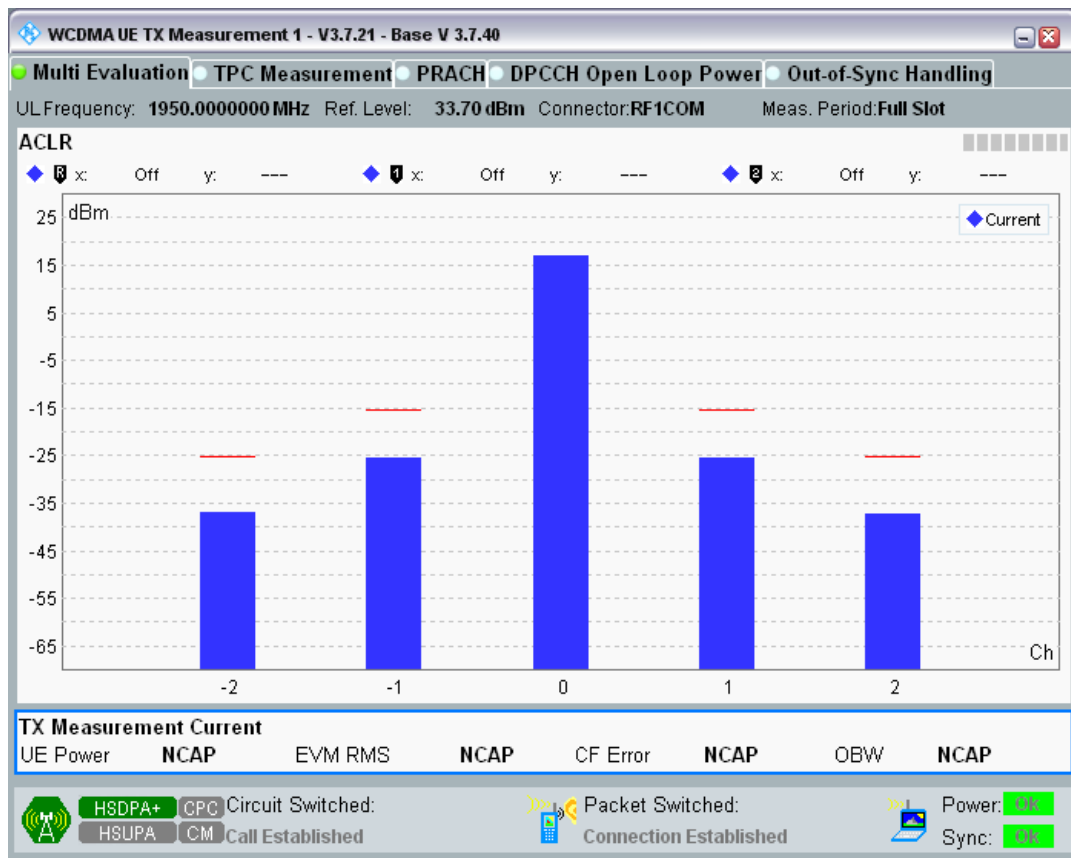 WCDMA UE TX Measurement 1 - V3.7.21 - Base V 3.7.40
Multi Evaluation TPC Measurement PRACH DPCCH Open Loop Power Out-of-Sync Handling
UL Frequency: 1950.0000000 MHz Ref. Level: 33.70 dBm Connector: RF1COM Meas. Period: Full Slot
ACLR
R x: Off y: --- 1 x: Off y: --- 2 x: Off y: ---
dBm
Current
25
15
5
-5
-15
-25
-35
-45
-55
-65
Ch
-2 -1 0 1 2
TX Measurement Current
UE Power NCAP EVM RMS NCAP CF Error NCAP OBW NCAP
HSDPA+ CPC Circuit Switched: Packet Switched: Power: Ok
HSUPA CM Call Established Connection Established Sync: Ok